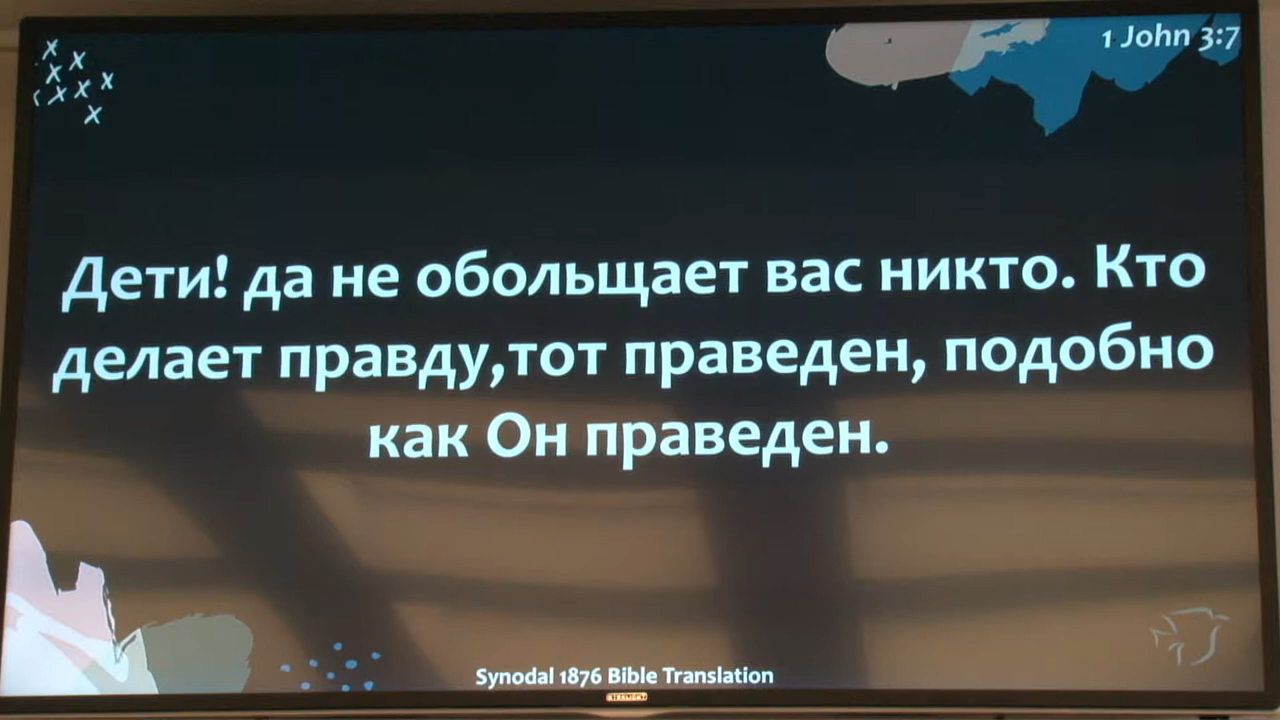 1 John 3:7
Дети! да не обольщает вас никто. Кто
делает правду,тот праведен, подобно
как Он праведен.
Synodal 1876 Bible Translation